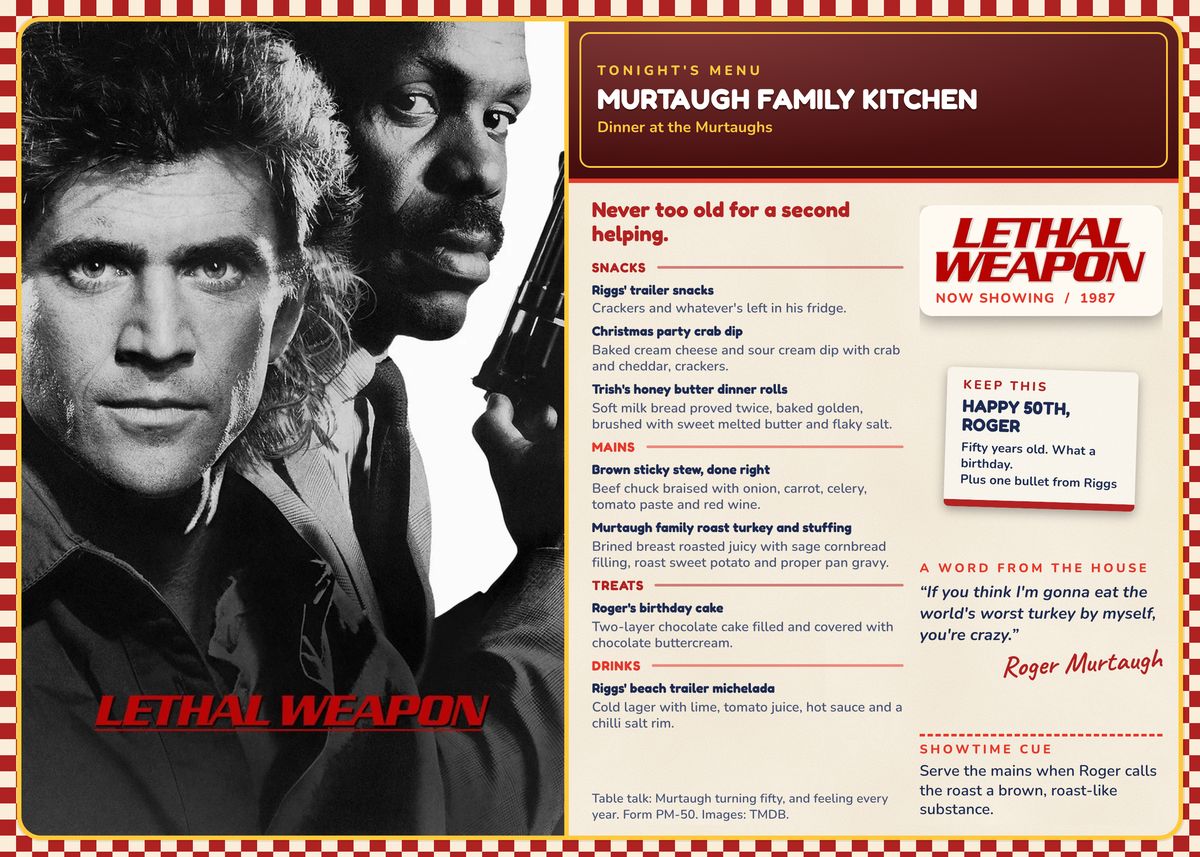 LETHAL WEAPON
TONIGHT'S MENU
MURTAUGH FAMILY KITCHEN
Dinner at the Murtaughs
Never too old for a second
helping.
SNACKS
Riggs' trailer snacks
Crackers and whatever's left in his fridge.
Christmas party crab dip
Baked cream cheese and sour cream dip with crab
and cheddar, crackers.
Trish's honey butter dinner rolls
Soft milk bread proved twice, baked golden,
brushed with sweet melted butter and flaky salt.
MAINS
Brown sticky stew, done right
Beef chuck braised with onion, carrot, celery,
tomato paste and red wine.
Murtaugh family roast turkey and stuffing
Brined breast roasted juicy with sage cornbread
filling, roast sweet potato and proper pan gravy.
TREATS
Roger's birthday cake
Two-layer chocolate cake filled and covered with
chocolate buttercream.
DRINKS
Riggs' beach trailer michelada
Cold lager with lime, tomato juice, hot sauce and a
chilli salt rim.
Table talk: Murtaugh turning fifty, and feeling every
year. Form PM-50. Images: TMDB.
LETHAL
WEAPON
NOW SHOWING / 1987
KEEP THIS
HAPPY 50TH,
ROGER
Fifty years old. What a
birthday.
Plus one bullet from Riggs
A WORD FROM THE HOUSE
“If you think I'm gonna eat the
world's worst turkey by myself,
you're crazy.”
Roger Murtaugh
SHOWTIME CUE
Serve the mains when Roger calls
the roast a brown, roast-like
substance.